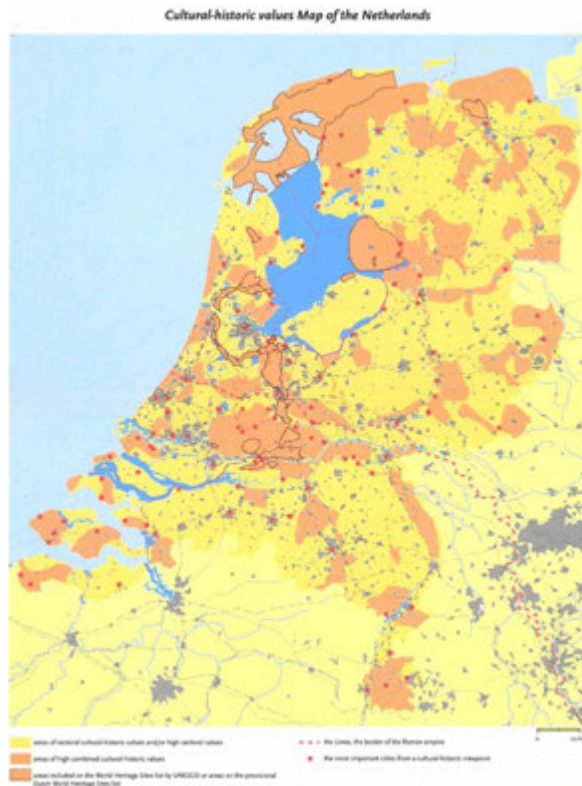 Cultural-historic values Map of the Netherlands
areas of sectoral cultural-historic values and/or high sectoral values
areas of high combined cultural-historic values
areas included on the World Heritage Sites list by UNESCO or areas on the provisional
Dutch World Heritage Sites list
the Limes, the border of the Roman empire
the most important cities from a cultural-historic viewpoint